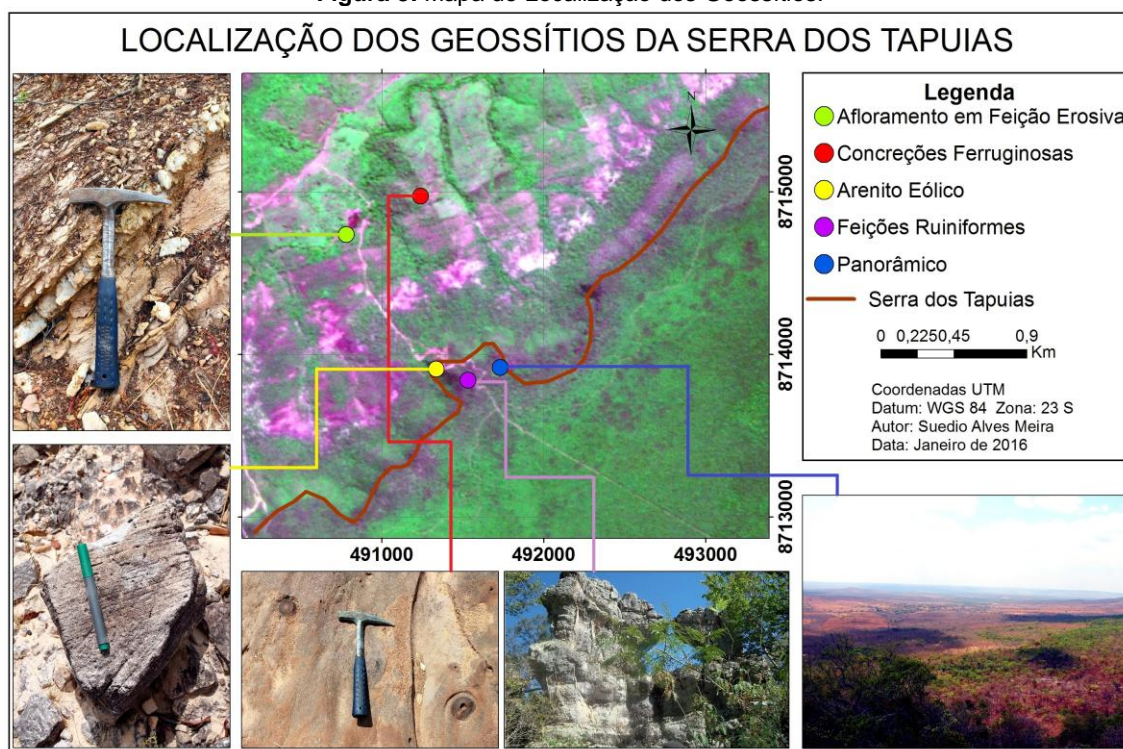 Figura 3. Mapa de Localização dos Geossítios.
LOCALIZAÇÃO DOS GEOSSÍTIOS DA SERRA DOS TAPUIAS
N
8715000
8714000
8713000
491000 492000 493000
Legenda
Afloramento em Feição Erosiva
Concreções Ferruginosas
Arenito Eólico
Feições Ruiniformes
Panorâmico
Serra dos Tapuias
0 0,2250,45 0,9
Km
Coordenadas UTM
Datum: WGS 84 Zona: 23 S
Autor: Suedio Alves Meira
Data: Janeiro de 2016